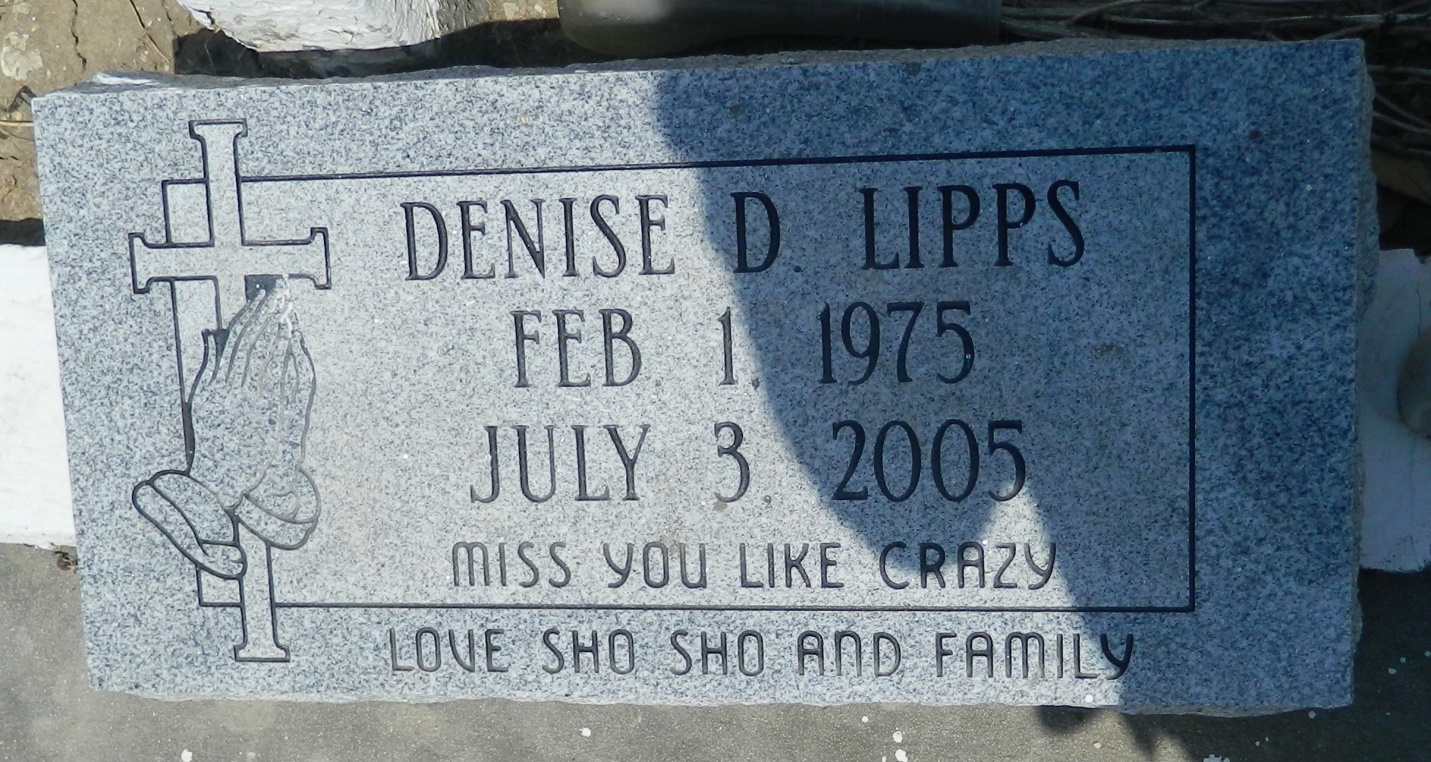 DENISE D. LIPPS
FEB. 1, 1975
JULY 3, 2005
MISS YOU LIKE CRAZY
LOVE SHO SHO AND FAMILY